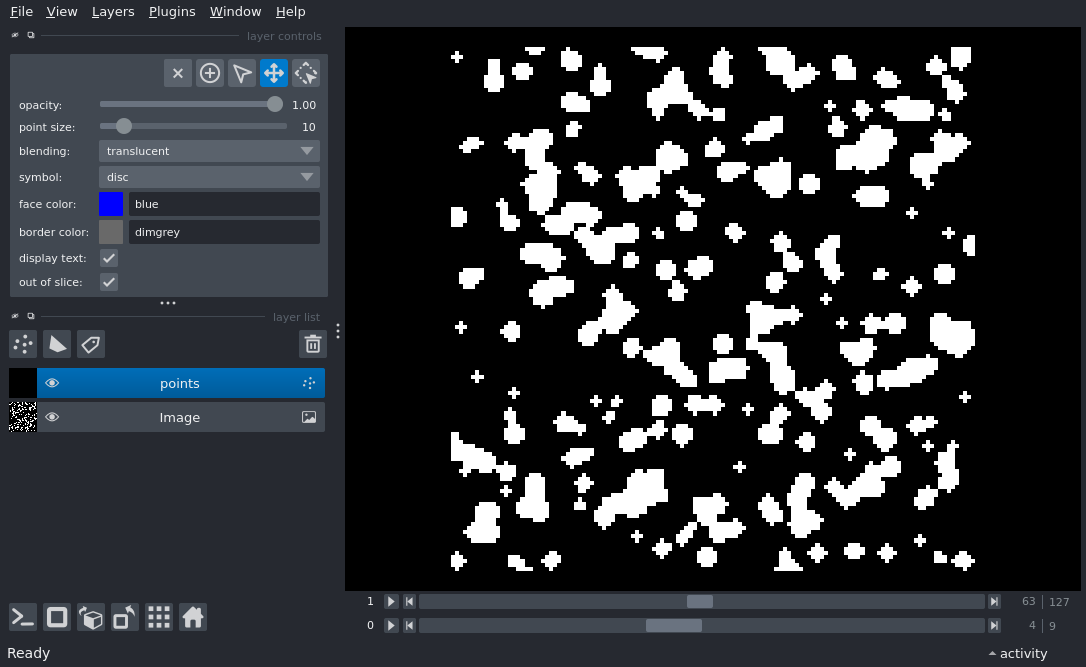 File View Layers Plugins Window Help
layer controls
opacity: 1.00
point size: 10
blending: translucent
symbol: disc
face color: blue
border color: dimgrey
display text:
out of slice:
layer list
points
Image
1 63 127
0 4 9
Ready activity